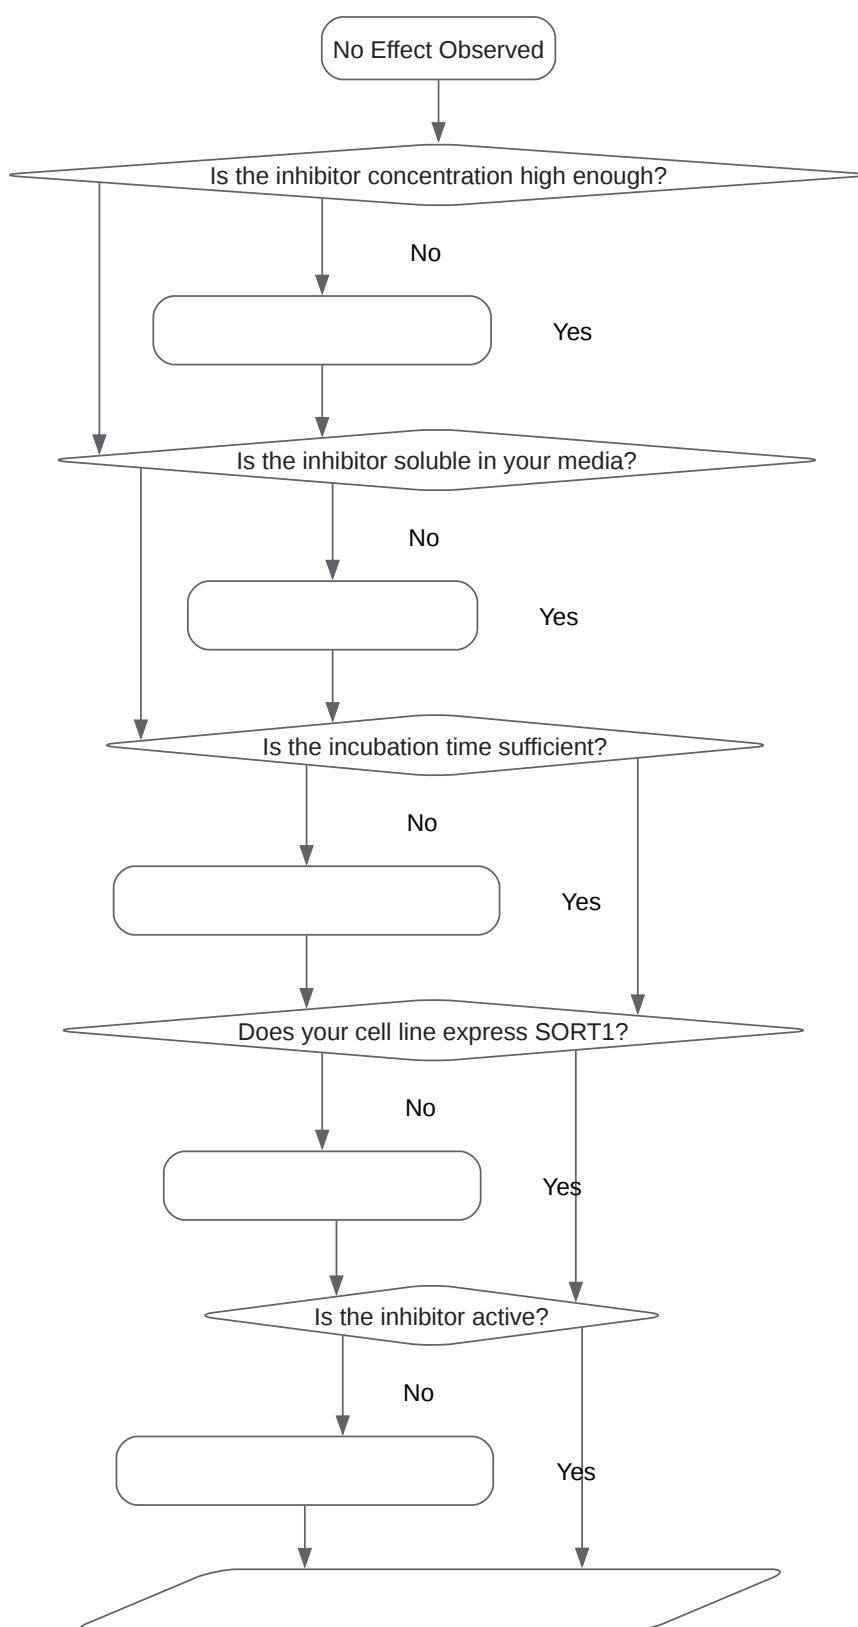 No Effect Observed
Is the inhibitor concentration high enough?
No
Yes
Is the inhibitor soluble in your media?
No
Yes
Is the incubation time sufficient?
No
Yes
Does your cell line express SORT1?
No
Yes
Is the inhibitor active?
No
Yes